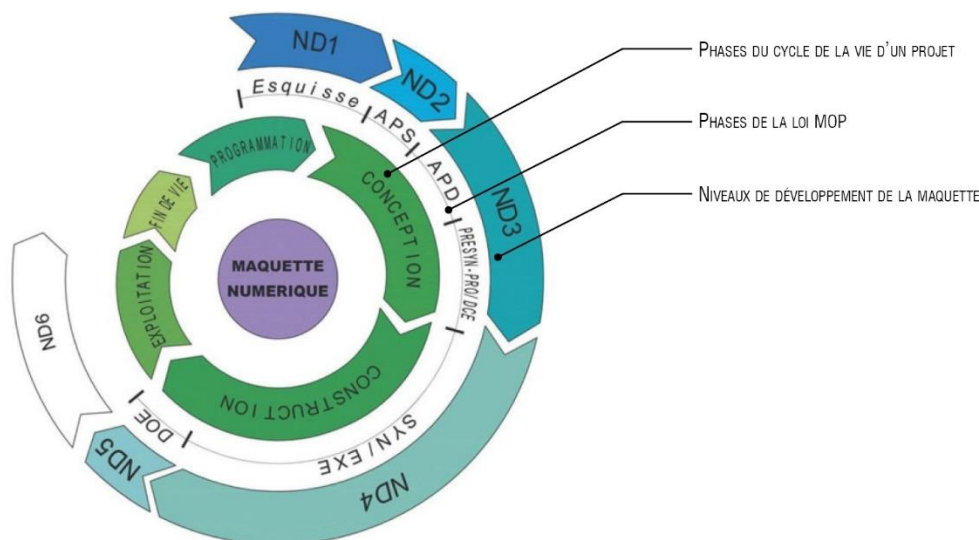 ND1
ND2
ND3
ND4
ND5
ND6
Esquisse
APS
APD
PRESYN-PRO/DCE
SYN/EXE
DOE
PROGRAMMATION
CONCEPTION
CONSTRUCTION
EXPLOITATION
FIN DE VIE
MAQUETTE
NUMERIQUE
PHASES DU CYCLE DE LA VIE D'UN PROJET
PHASES DE LA LOI MOP
NIVEAUX DE DÉVELOPPEMENT DE LA MAQUETTE